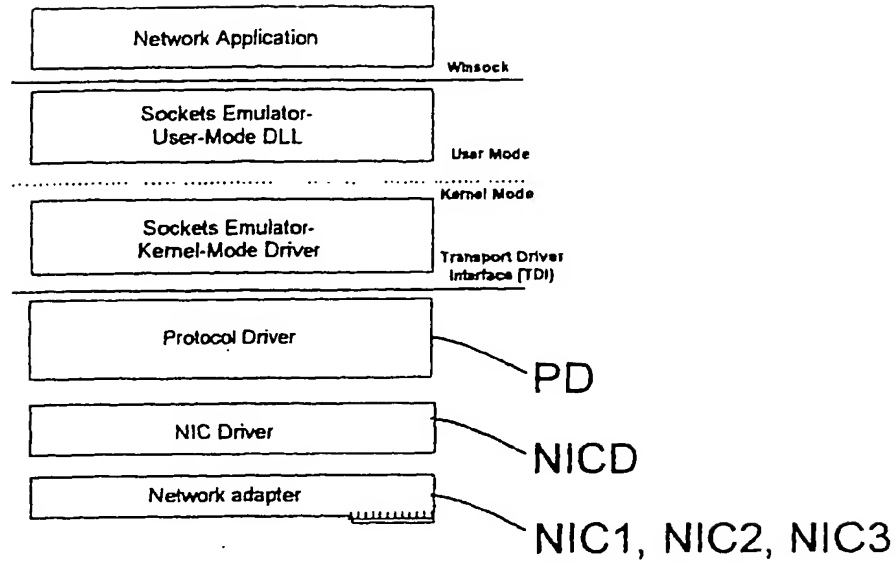 Network Application
Winsock
Sockets Emulator-
User-Mode DLL
User Mode
Kernel Mode
Sockets Emulator-
Kernel-Mode Driver
Transport Driver
Interface (TDI)
Protocol Driver
PD
NIC Driver
NICD
Network adapter
NIC1, NIC2, NIC3